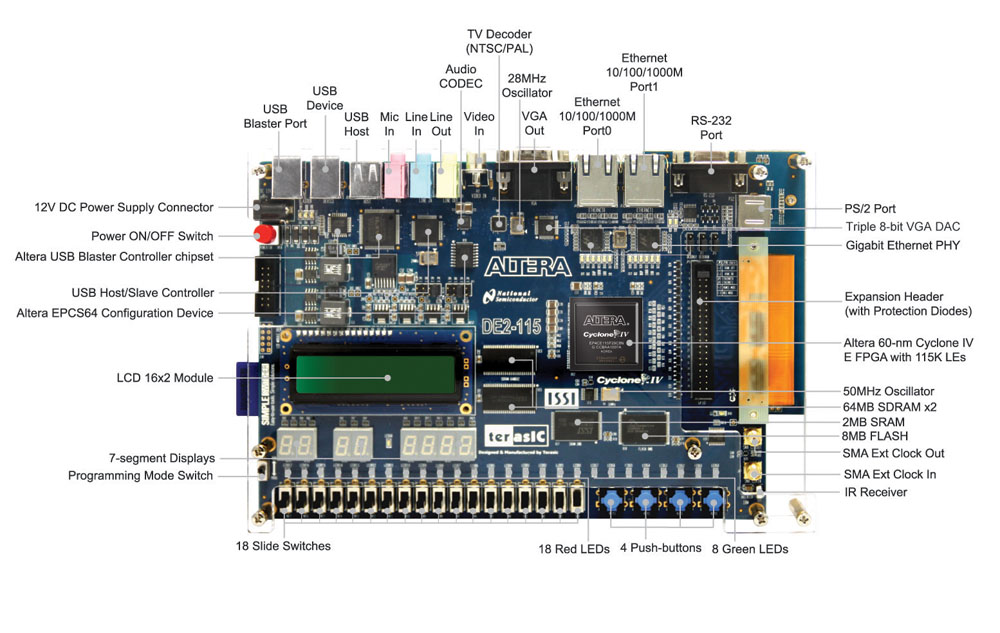 TV Decoder
(NTSC/PAL)
Audio
CODEC
28MHz
Oscillator
Ethernet
10/100/1000M
Port1
Ethernet
10/100/1000M
Port0
USB
Blaster Port
USB
Device
USB
Host
Mic
In
Line
In
Line
Out
Video
In
VGA
Out
RS-232
Port
12V DC Power Supply Connector
Power ON/OFF Switch
Altera USB Blaster Controller chipset
USB Host/Slave Controller
Altera EPCS64 Configuration Device
LCD 16x2 Module
7-segment Displays
Programming Mode Switch
18 Slide Switches
18 Red LEDs
4 Push-buttons
8 Green LEDs
PS/2 Port
Triple 8-bit VGA DAC
Gigabit Ethernet PHY
Expansion Header
(with Protection Diodes)
Altera 60-nm Cyclone IV
E FPGA with 115K LEs
50MHz Oscillator
64MB SDRAM x2
2MB SRAM
8MB FLASH
SMA Ext Clock Out
SMA Ext Clock In
IR Receiver
ALTERA
National
Semiconductor
DE2-115
ALTERA
Cyclone IV
Cyclone IV
ISSI
terasIC
Designed & Manufactured by Terasic